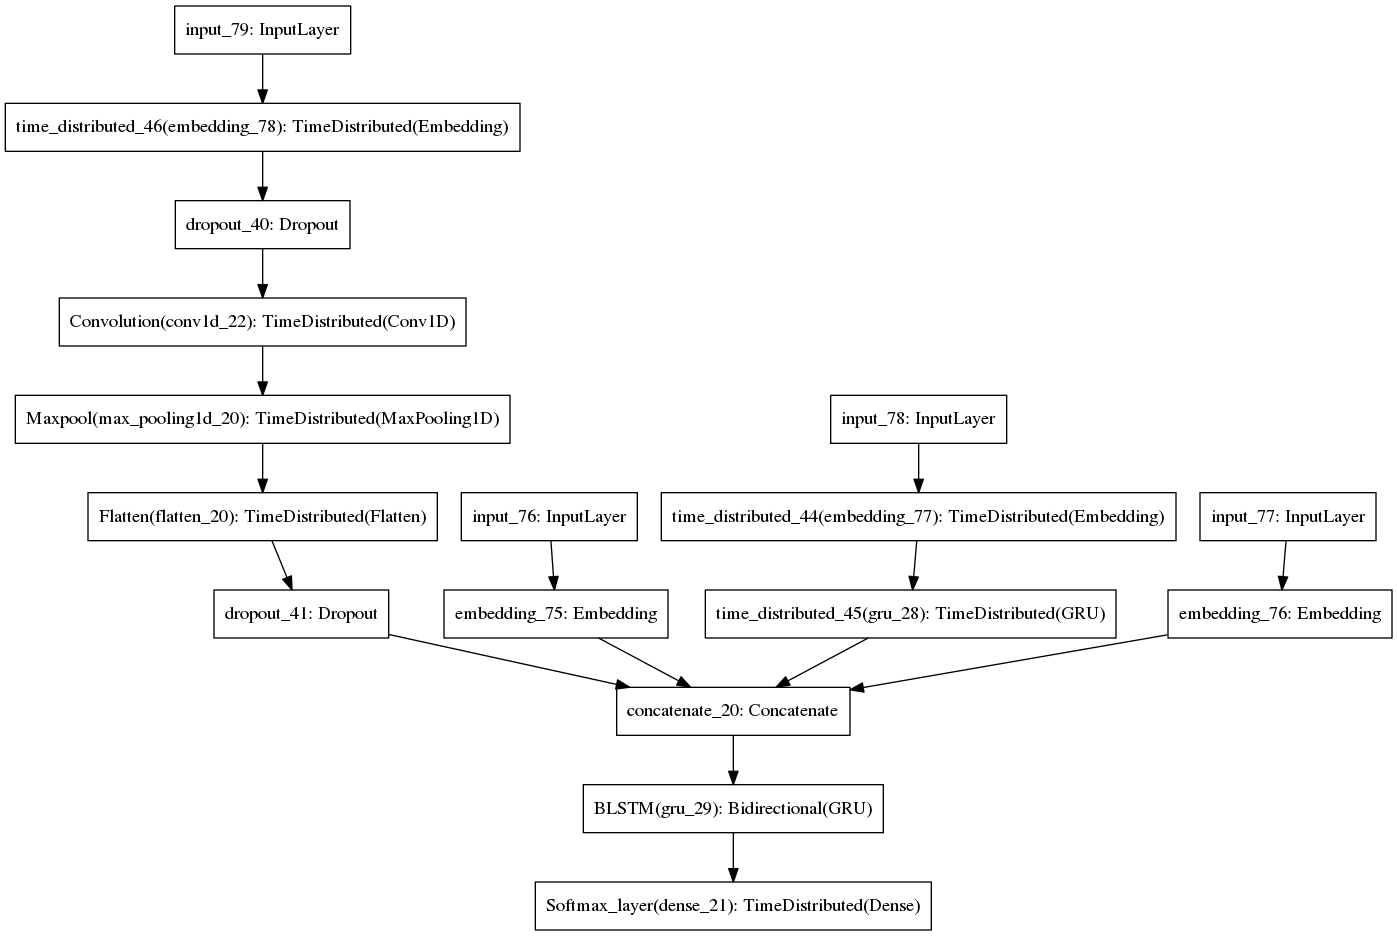 input_79: InputLayer
time_distributed_46(embedding_78): TimeDistributed(Embedding)
dropout_40: Dropout
Convolution(conv1d_22): TimeDistributed(Conv1D)
Maxpool(max_pooling1d_20): TimeDistributed(MaxPooling1D)
input_78: InputLayer
Flatten(flatten_20): TimeDistributed(Flatten)
input_76: InputLayer
time_distributed_44(embedding_77): TimeDistributed(Embedding)
input_77: InputLayer
dropout_41: Dropout
embedding_75: Embedding
time_distributed_45(gru_28): TimeDistributed(GRU)
embedding_76: Embedding
concatenate_20: Concatenate
BLSTM(gru_29): Bidirectional(GRU)
Softmax_layer(dense_21): TimeDistributed(Dense)